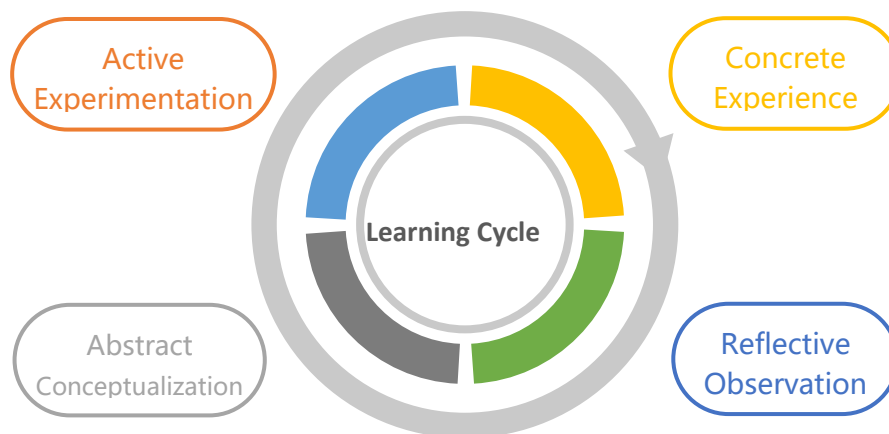 Active
Experimentation
Concrete
Experience
Learning Cycle
Abstract
Conceptualization
Reflective
Observation